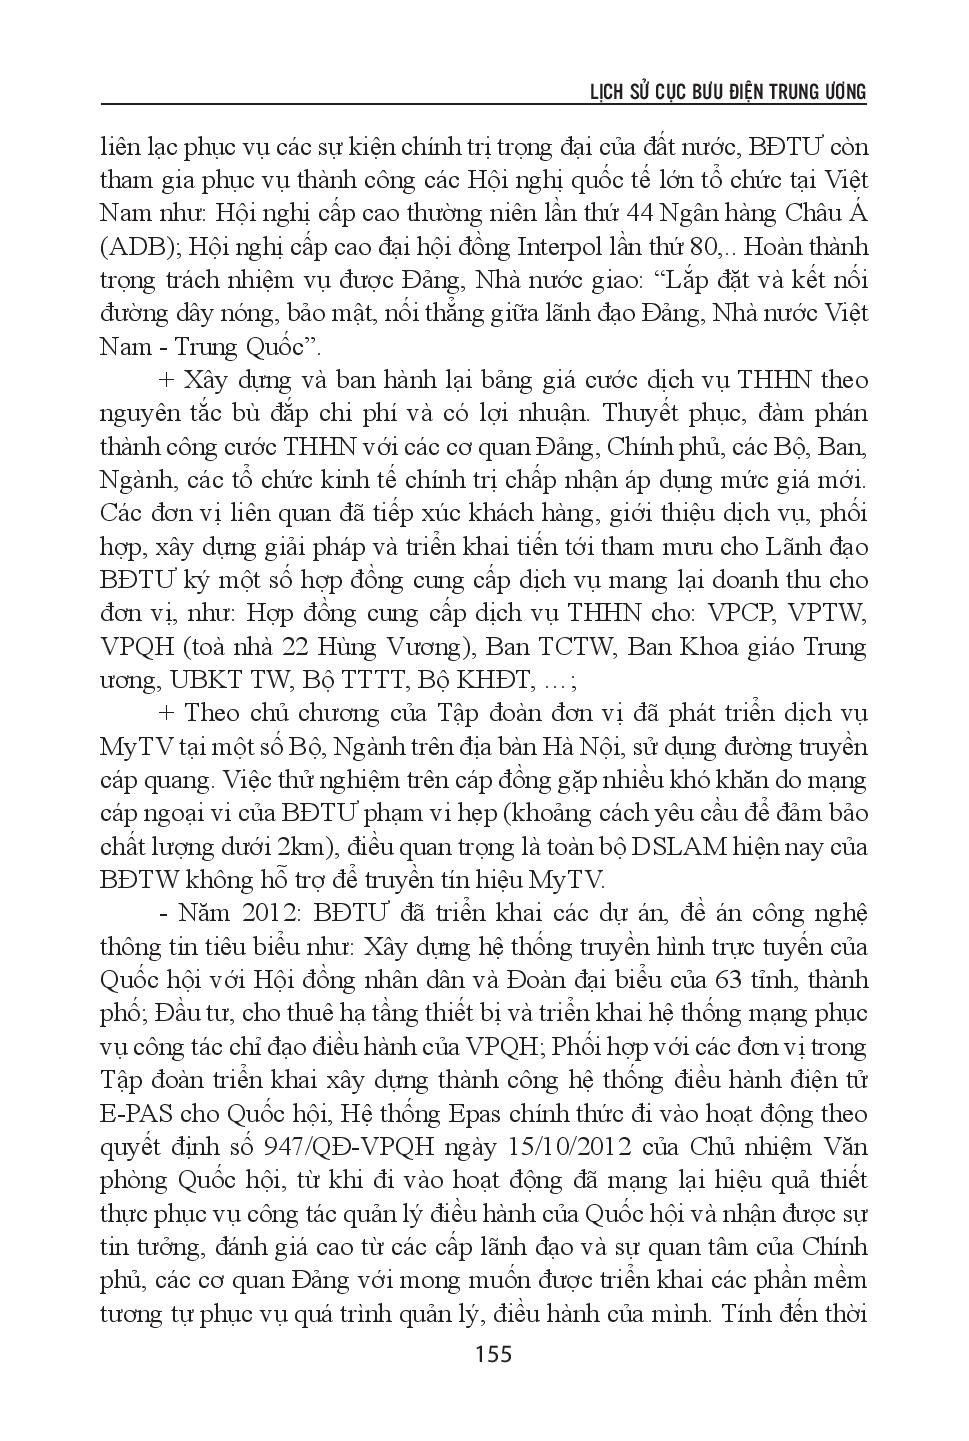 LỊCH SỬ CỤC BƯU ĐIỆN TRUNG ƯƠNG
liên lạc phục vụ các sự kiện chính trị trọng đại của đất nước, BĐTƯ còn
tham gia phục vụ thành công các Hội nghị quốc tế lớn tổ chức tại Việt
Nam như: Hội nghị cấp cao thường niên lần thứ 44 Ngân hàng Châu Á
(ADB); Hội nghị cấp cao đại hội đồng Interpol lần thứ 80,.. Hoàn thành
trọng trách nhiệm vụ được Đảng, Nhà nước giao: “Lắp đặt và kết nối
đường dây nóng, bảo mật, nối thẳng giữa lãnh đạo Đảng, Nhà nước Việt
Nam - Trung Quốc”.
+ Xây dựng và ban hành lại bảng giá cước dịch vụ THHN theo
nguyên tắc bù đắp chi phí và có lợi nhuận. Thuyết phục, đàm phán
thành công cước THHN với các cơ quan Đảng, Chính phủ, các Bộ, Ban,
Ngành, các tổ chức kinh tế chính trị chấp nhận áp dụng mức giá mới.
Các đơn vị liên quan đã tiếp xúc khách hàng, giới thiệu dịch vụ, phối
hợp, xây dựng giải pháp và triển khai tiến tới tham mưu cho Lãnh đạo
BĐTƯ ký một số hợp đồng cung cấp dịch vụ mang lại doanh thu cho
đơn vị, như: Hợp đồng cung cấp dịch vụ THHN cho: VPCP, VPTW,
VPQH (toà nhà 22 Hùng Vương), Ban TCTW, Ban Khoa giáo Trung
ương, UBKT TW, Bộ TTTT, Bộ KHĐT, …;
+ Theo chủ chương của Tập đoàn đơn vị đã phát triển dịch vụ
MyTV tại một số Bộ, Ngành trên địa bàn Hà Nội, sử dụng đường truyền
cáp quang. Việc thử nghiệm trên cáp đồng gặp nhiều khó khăn do mạng
cáp ngoại vi của BĐTƯ phạm vi hẹp (khoảng cách yêu cầu để đảm bảo
chất lượng dưới 2km), điều quan trọng là toàn bộ DSLAM hiện nay của
BĐTW không hỗ trợ để truyền tín hiệu MyTV.
- Năm 2012: BĐTƯ đã triển khai các dự án, đề án công nghệ
thông tin tiêu biểu như: Xây dựng hệ thống truyền hình trực tuyến của
Quốc hội với Hội đồng nhân dân và Đoàn đại biểu của 63 tỉnh, thành
phố; Đầu tư, cho thuê hạ tầng thiết bị và triển khai hệ thống mạng phục
vụ công tác chỉ đạo điều hành của VPQH; Phối hợp với các đơn vị trong
Tập đoàn triển khai xây dựng thành công hệ thống điều hành điện tử
E-PAS cho Quốc hội, Hệ thống Epas chính thức đi vào hoạt động theo
quyết định số 947/QĐ-VPQH ngày 15/10/2012 của Chủ nhiệm Văn
phòng Quốc hội, từ khi đi vào hoạt động đã mạng lại hiệu quả thiết
thực phục vụ công tác quản lý điều hành của Quốc hội và nhận được sự
tin tưởng, đánh giá cao từ các cấp lãnh đạo và sự quan tâm của Chính
phủ, các cơ quan Đảng với mong muốn được triển khai các phần mềm
tương tự phục vụ quá trình quản lý, điều hành của mình. Tính đến thời
155